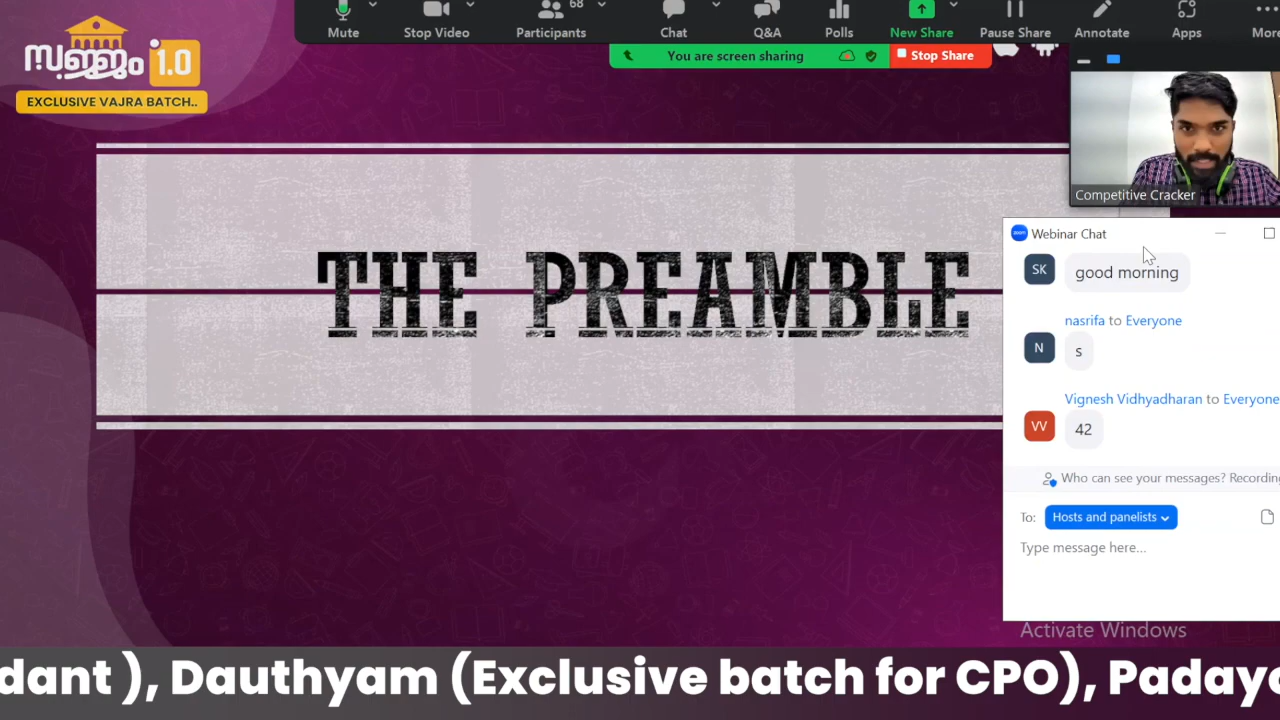 1.0
EXCLUSIVE VAJRA BATCH..
68
Mute
Stop Video
Participants
Chat
Q&A
Polls
New Share
Pause Share
Annotate
Apps
More
You are screen sharing
Stop Share
Competitive Cracker
THE PREAMBLE
Webinar Chat
zoom
SK
good morning
nasrifa to Everyone
N
s
Vignesh Vidhyadharan to Everyone
VV
42
Who can see your messages? Recording
To: Hosts and panelists
Type message here...
Activate Windows
dant ), Dauthyam (Exclusive batch for CPO), Padaya